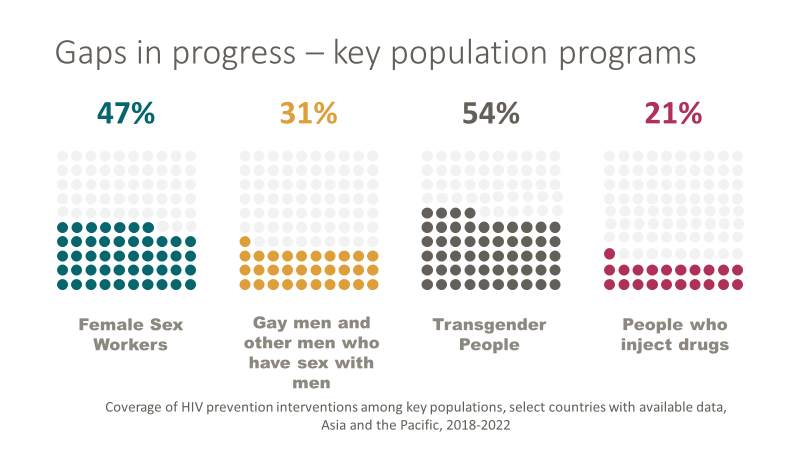 Gaps in progress – key population programs
47%
31%
54%
21%
Female Sex
Workers
Gay men and
other men who
have sex with
men
Transgender
People
People who
inject drugs
Coverage of HIV prevention interventions among key populations, select countries with available data,
Asia and the Pacific, 2018-2022